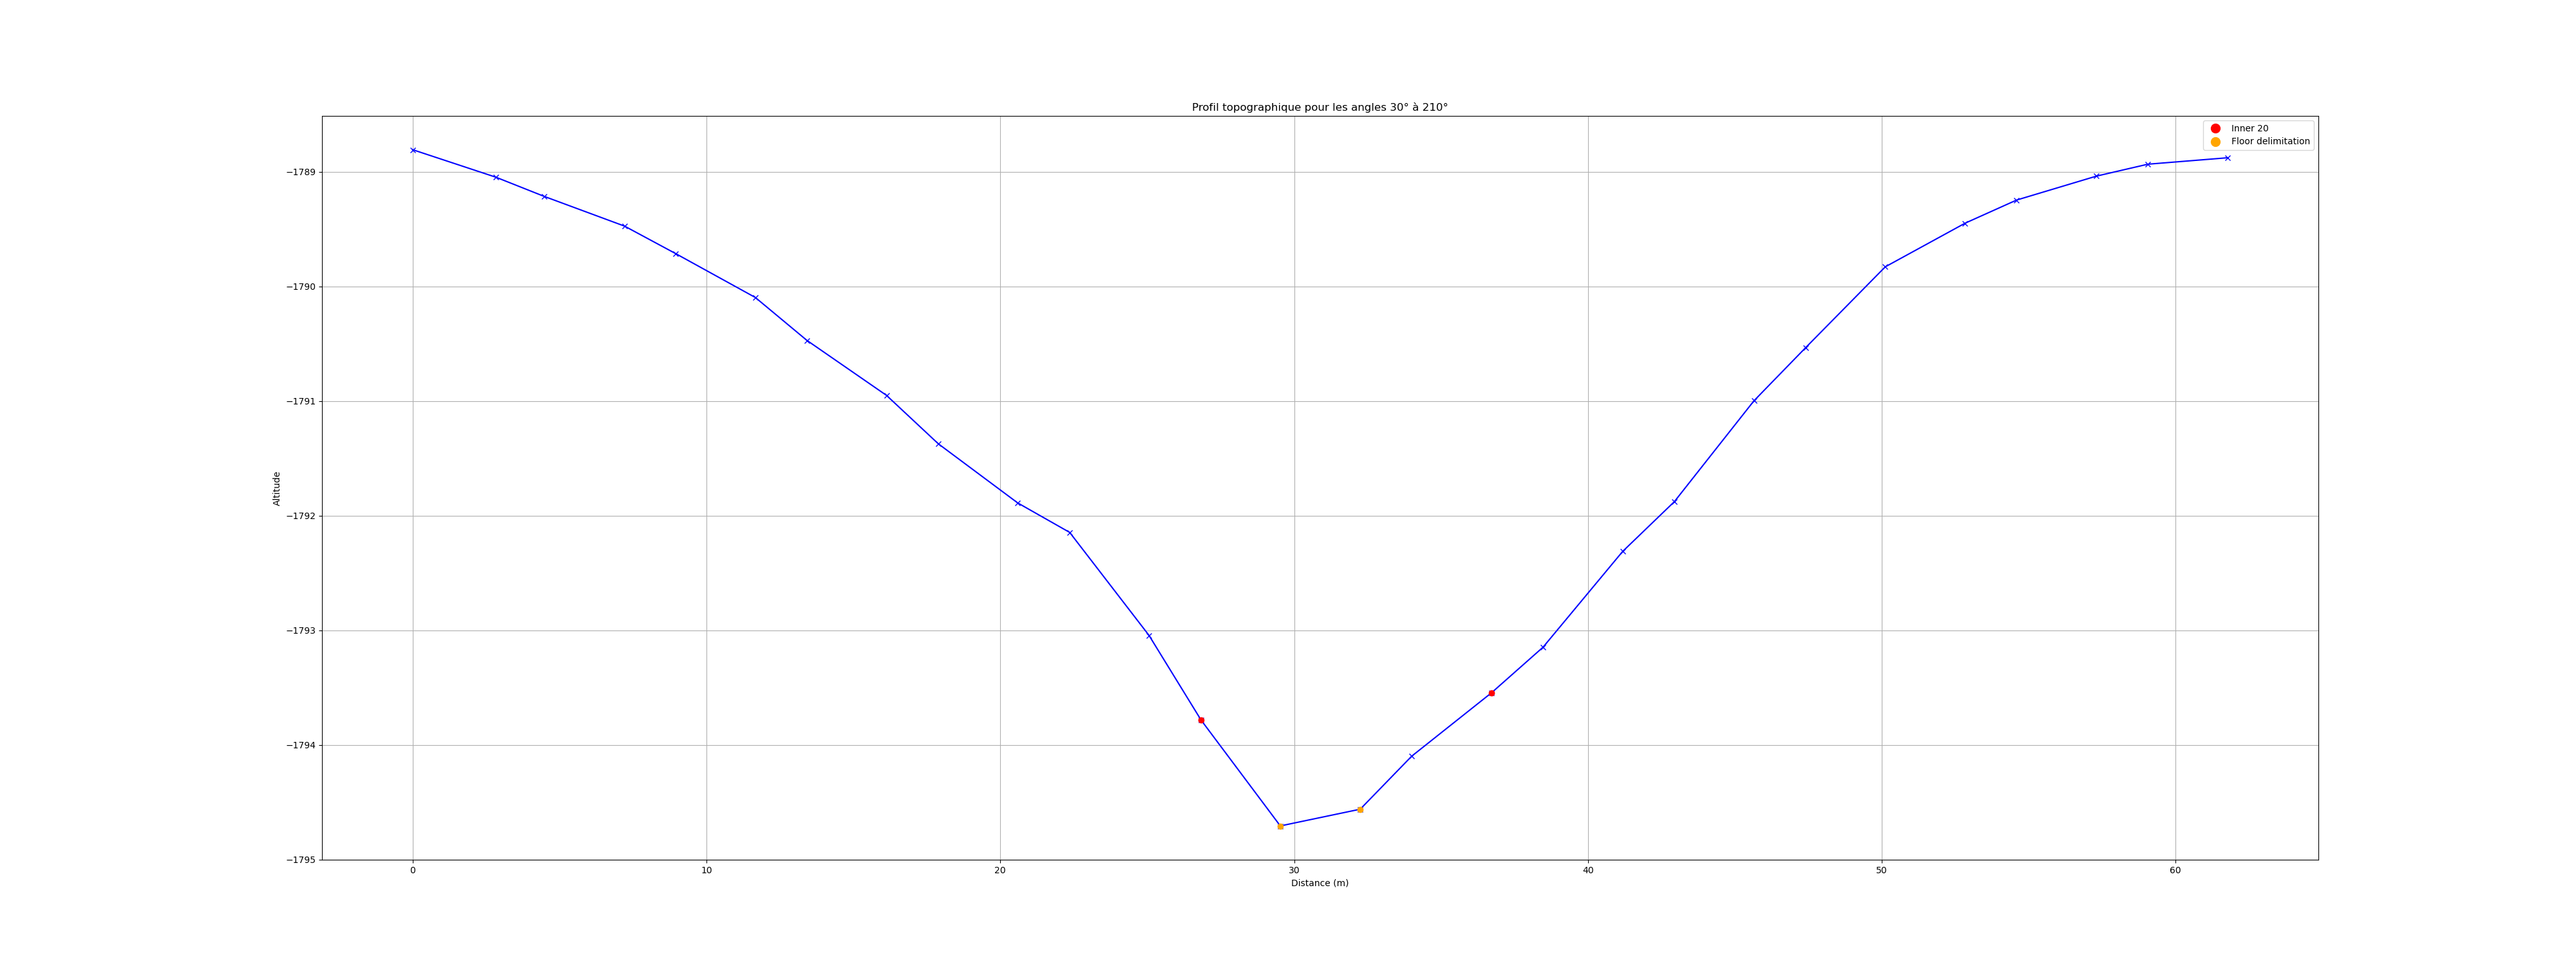 Profil topographique pour les angles 30° à 210°
Inner 20
Floor delimitation
−1789
−1790
−1791
−1792
−1793
−1794
−1795
Altitude
0 10 20 30 40 50 60
Distance (m)